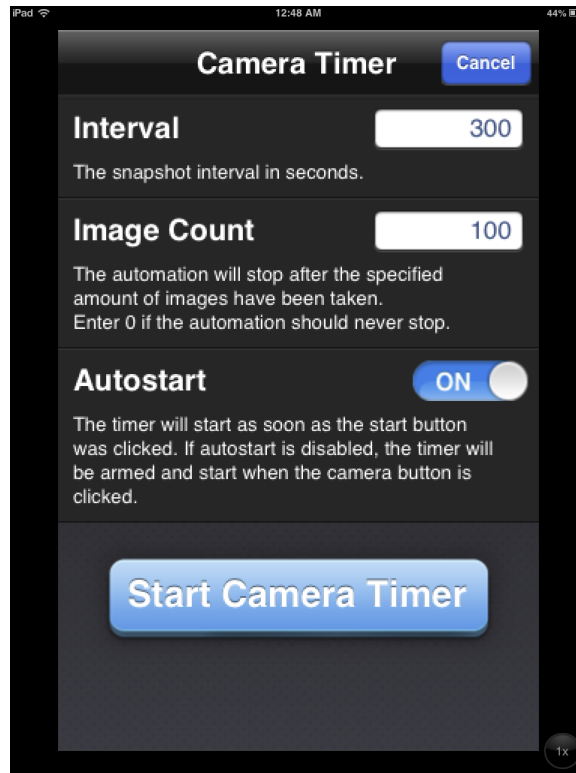 iPad 12:48 AM 44%
Camera Timer Cancel
Interval 300
The snapshot interval in seconds.
Image Count 100
The automation will stop after the specified
amount of images have been taken.
Enter 0 if the automation should never stop.
Autostart ON
The timer will start as soon as the start button
was clicked. If autostart is disabled, the timer will
be armed and start when the camera button is
clicked.
Start Camera Timer
1x